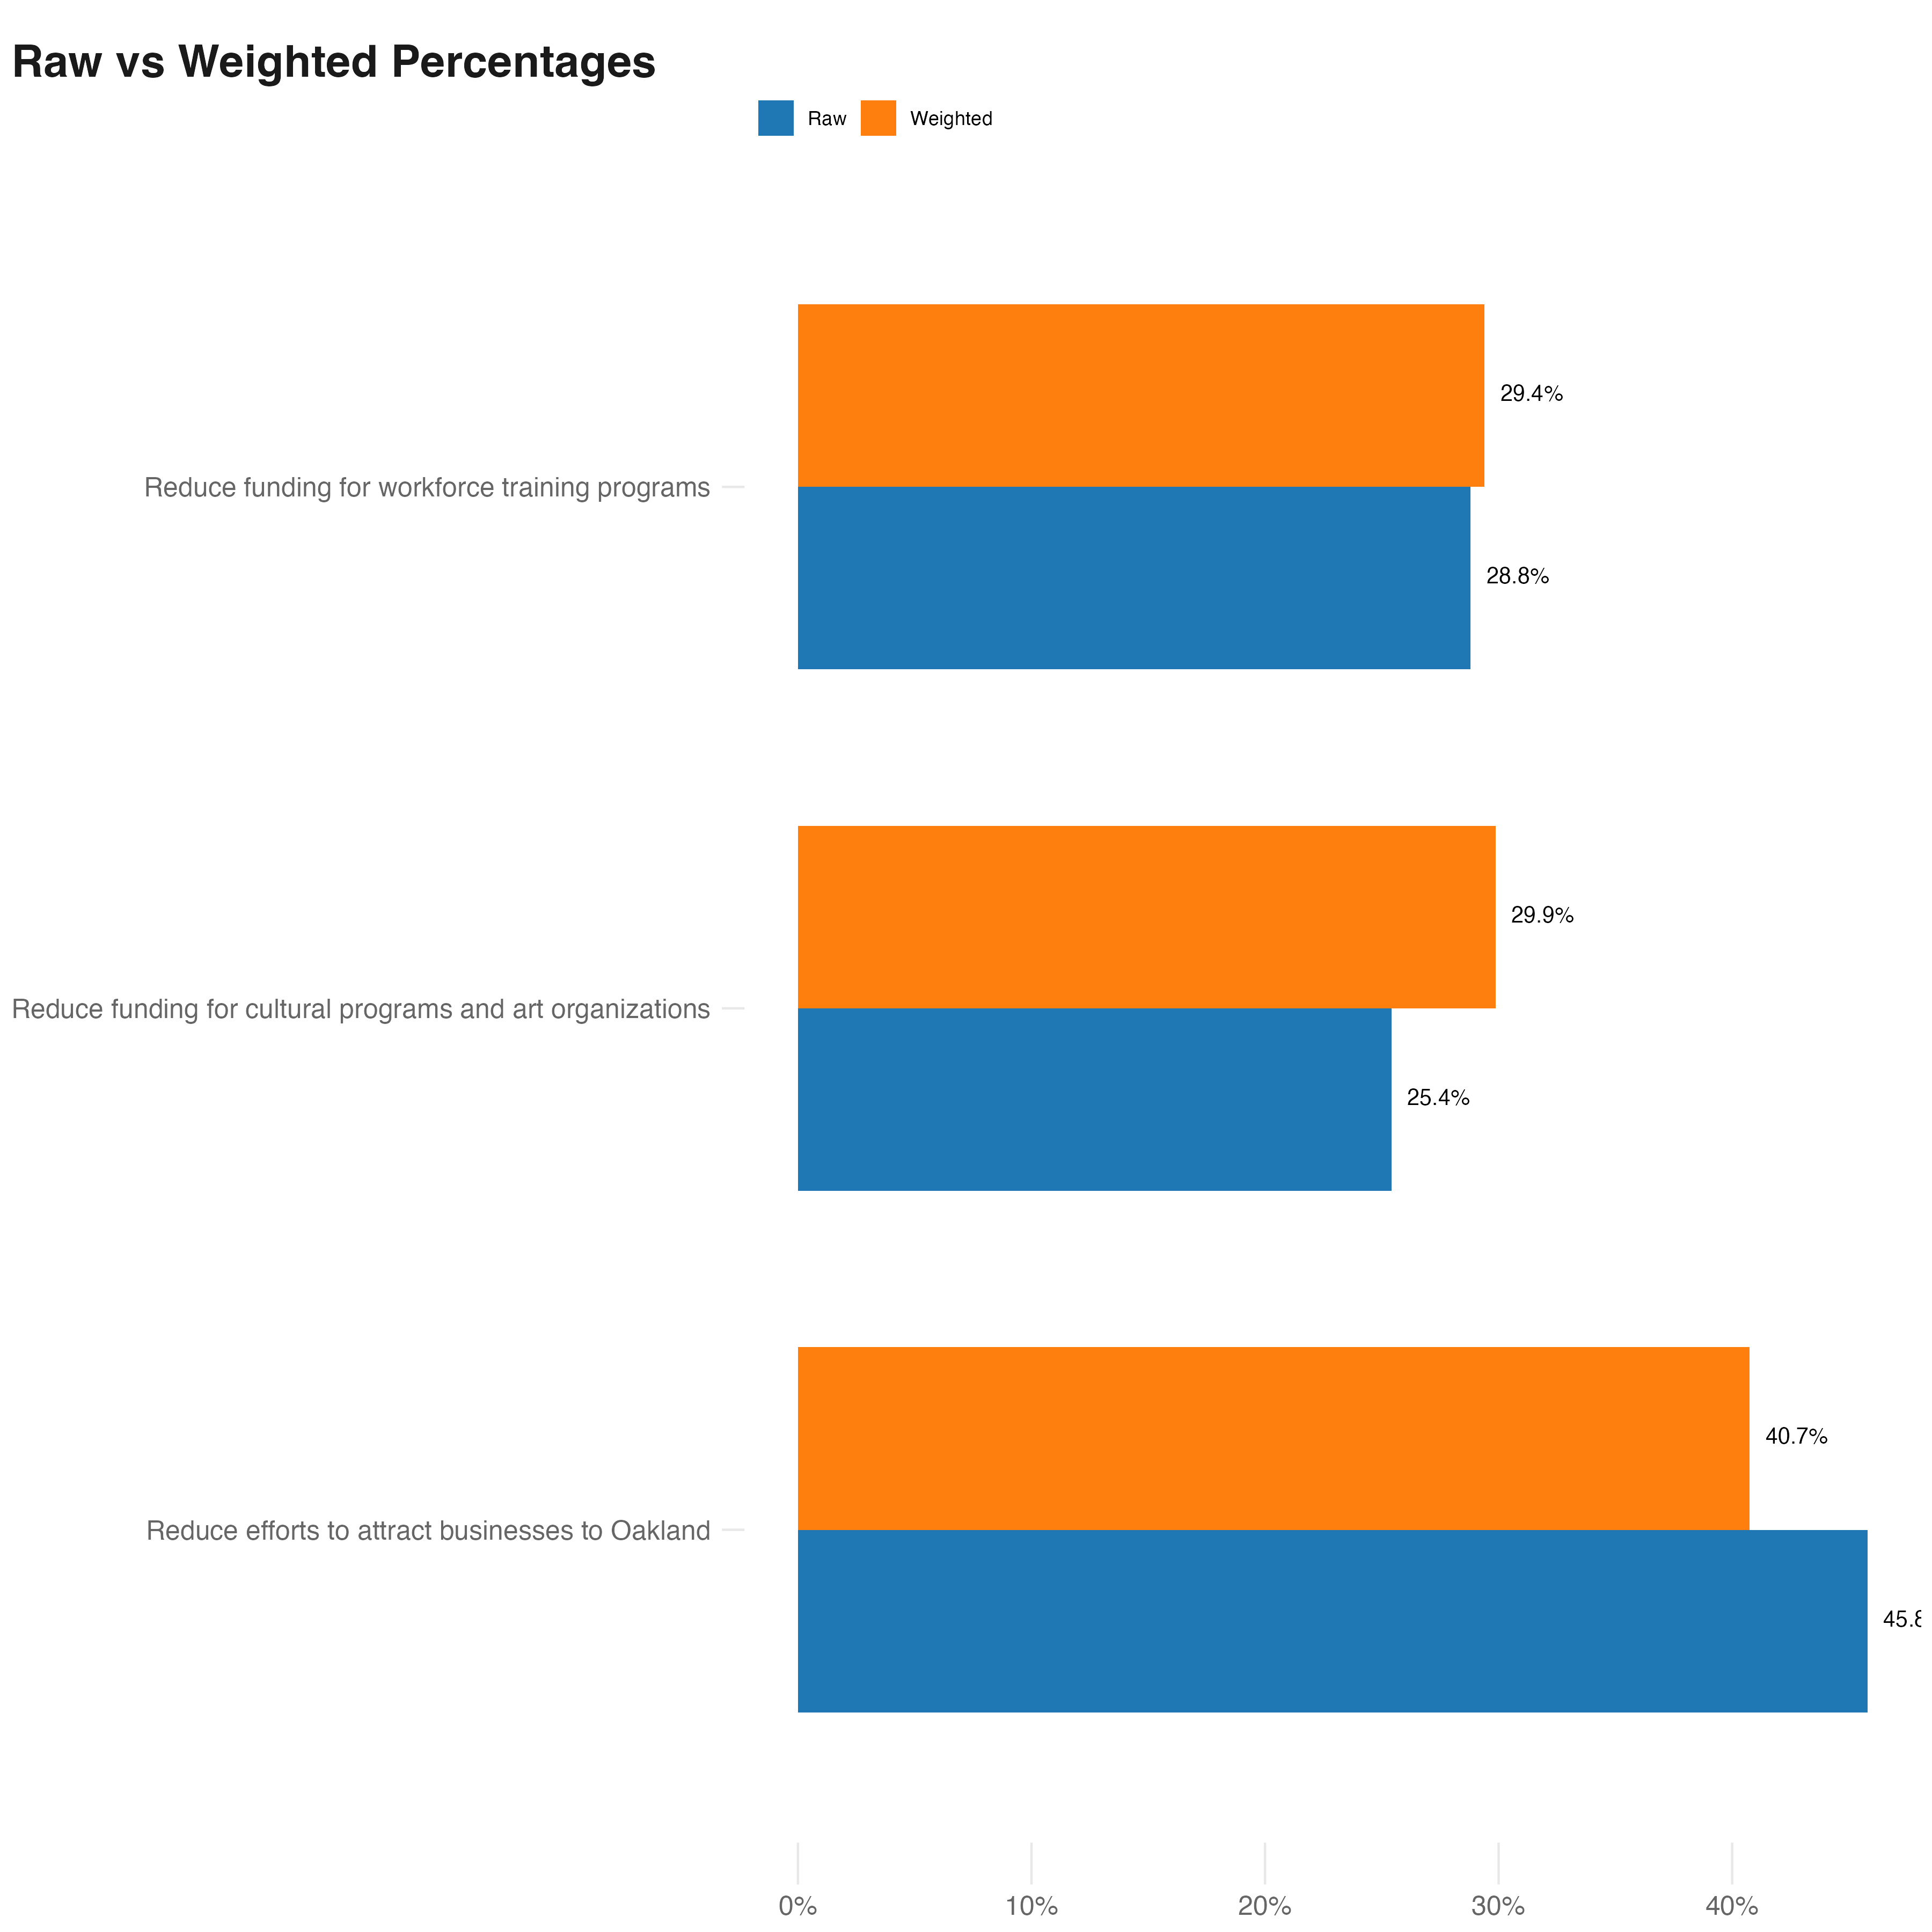 Raw vs Weighted Percentages
Raw Weighted
29.4%
Reduce funding for workforce training programs
28.8%
29.9%
Reduce funding for cultural programs and art organizations
25.4%
40.7%
Reduce efforts to attract businesses to Oakland
45.8
0% 10% 20% 30% 40%